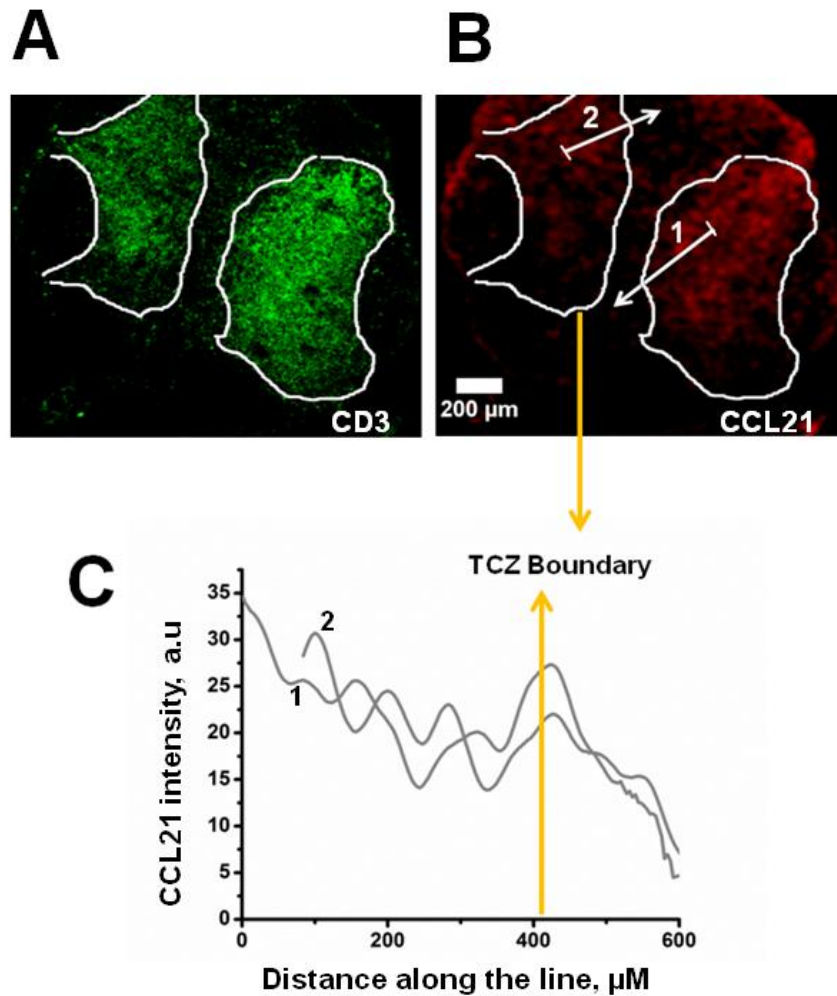 A
B
2
1
200 µm
CD3
CCL21
C
TCZ Boundary
35
30
25
20
15
10
5
0
2
1
CCL21 intensity, a.u
0
200
400
600
Distance along the line, µM